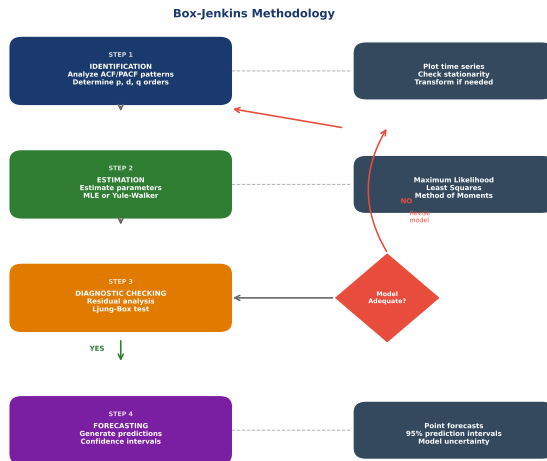 Box-Jenkins Methodology
STEP 1
IDENTIFICATION
Analyze ACF/PACF patterns
Determine p, d, q orders
Plot time series
Check stationarity
Transform if needed
STEP 2
ESTIMATION
Estimate parameters
MLE or Yule-Walker
Maximum Likelihood
Least Squares
Method of Moments
NO
Revise
model
STEP 3
DIAGNOSTIC CHECKING
Residual analysis
Ljung-Box test
Model
Adequate?
YES
STEP 4
FORECASTING
Generate predictions
Confidence intervals
Point forecasts
95% prediction intervals
Model uncertainty